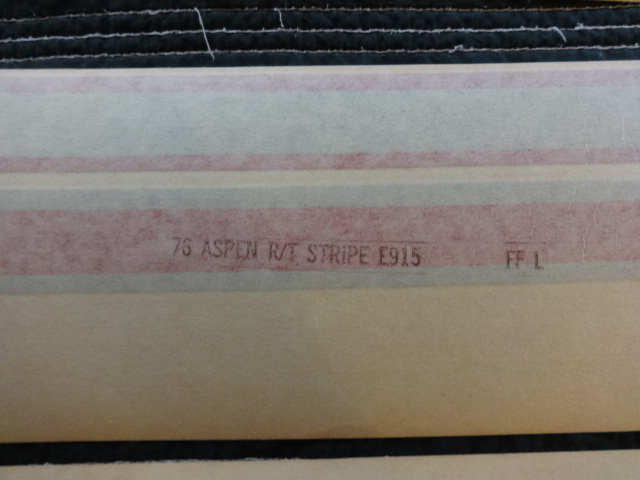 76 ASPEN R/T STRIPE E915 FF L